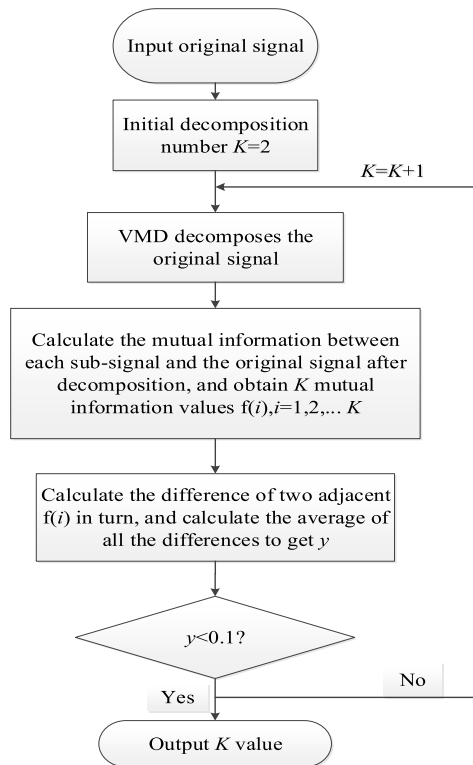 Input original signal
Initial decomposition
number K=2
K=K+1
VMD decomposes the
original signal
Calculate the mutual information between
each sub-signal and the original signal after
decomposition, and obtain K mutual
information values f(i),i=1,2,... K
Calculate the difference of two adjacent
f(i) in turn, and calculate the average of
all the differences to get y
y<0.1?
No
Yes
Output K value